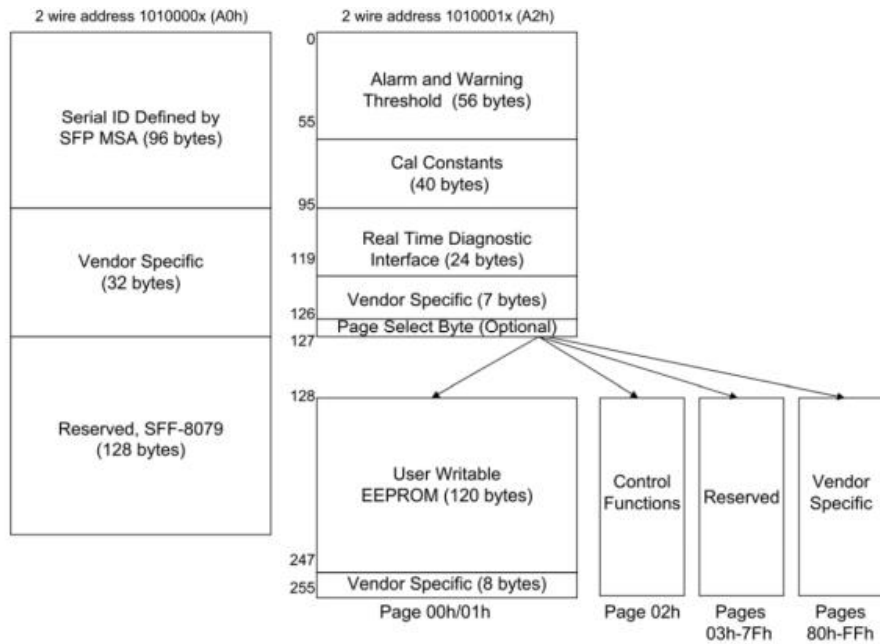 2 wire address 1010000x (A0h)
Serial ID Defined by
SFP MSA (96 bytes)
Vendor Specific
(32 bytes)
Reserved, SFF-8079
(128 bytes)
2 wire address 1010001x (A2h)
0
Alarm and Warning
Threshold (56 bytes)
55
Cal Constants
(40 bytes)
95
Real Time Diagnostic
Interface (24 bytes)
119
Vendor Specific (7 bytes)
126
Page Select Byte (Optional)
127
128
User Writable
EEPROM (120 bytes)
247
Vendor Specific (8 bytes)
255
Page 00h/01h
Control
Functions
Page 02h
Reserved
Pages
03h-7Fh
Vendor
Specific
Pages
80h-FFh